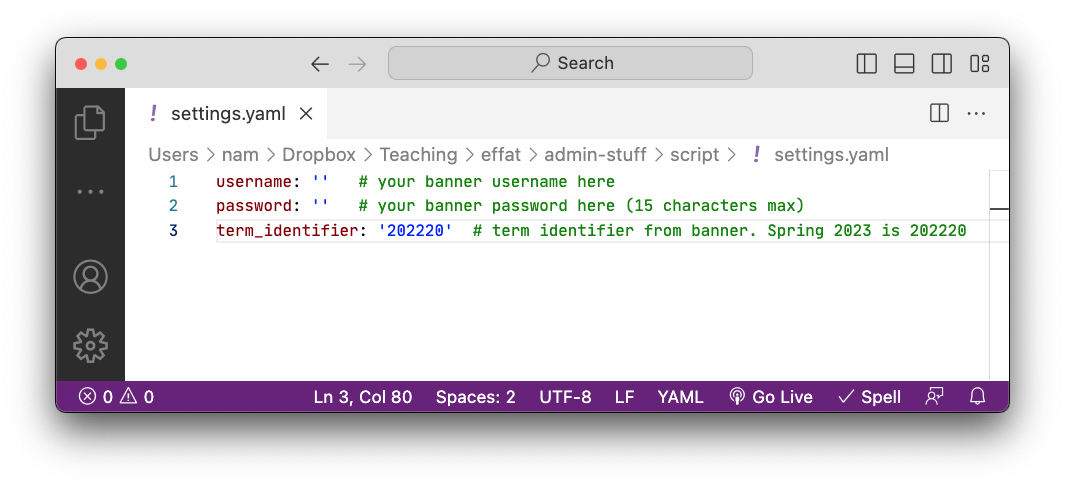 Search
settings.yaml
Users > nam > Dropbox > Teaching > effat > admin-stuff > script > ! settings.yaml
1 username: '' # your banner username here
2 password: '' # your banner password here (15 characters max)
3 term_identifier: '202220' # term identifier from banner. Spring 2023 is 202220
0 0 Ln 3, Col 80 Spaces: 2 UTF-8 LF YAML Go Live Spell